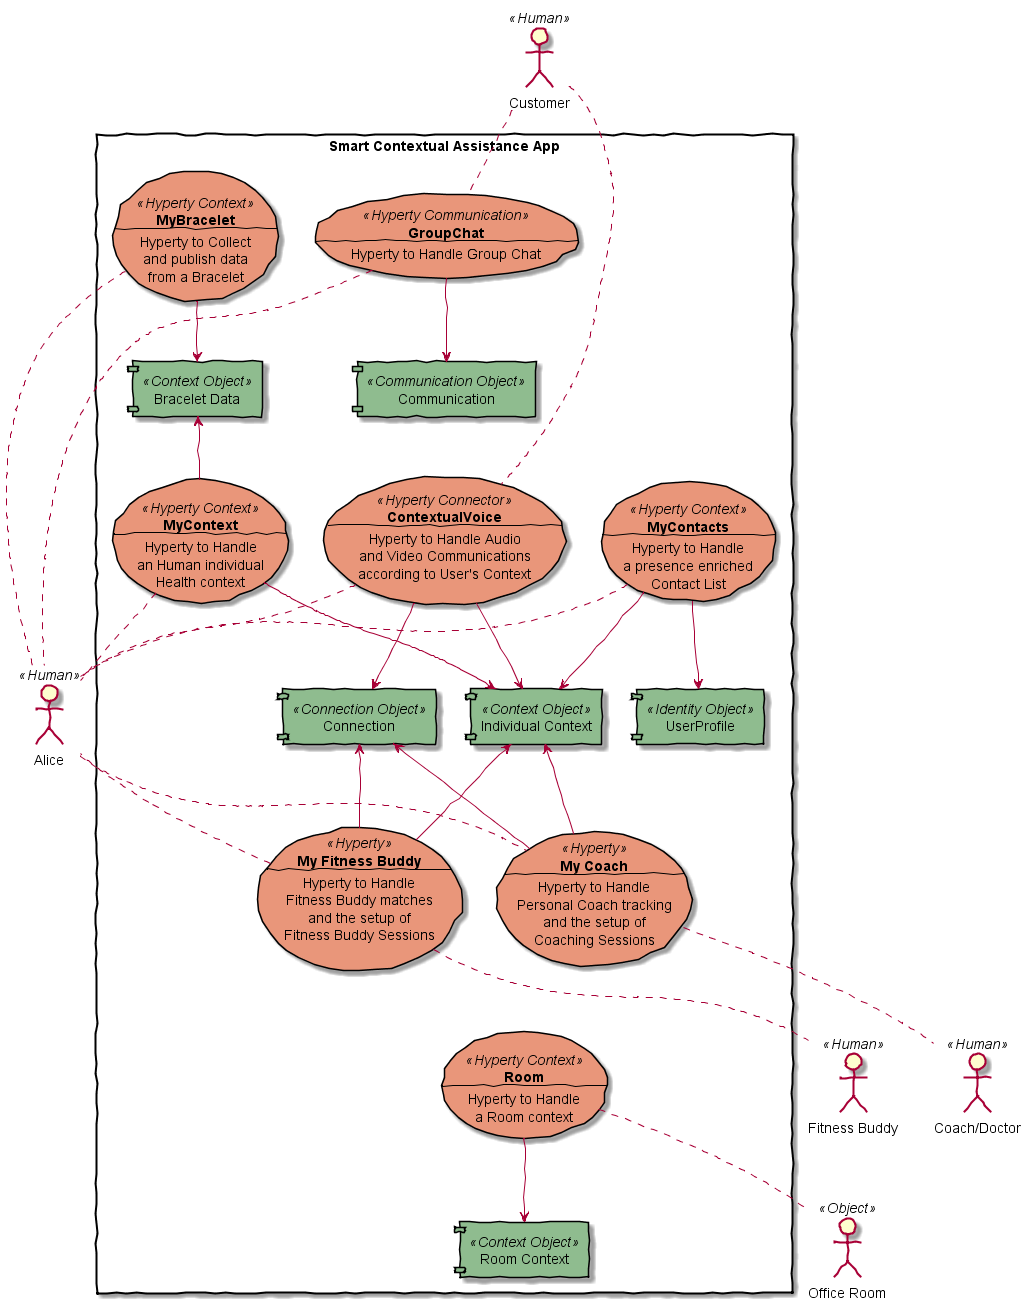 «Human»
Customer
Smart Contextual Assistance App
«Hyperty Context»
MyBracelet
Hyperty to Collect
and publish data
from a Bracelet
«Hyperty Communication»
GroupChat
Hyperty to Handle Group Chat
«Context Object»
Bracelet Data
«Communication Object»
Communication
«Hyperty Context»
MyContext
Hyperty to Handle
an Human individual
Health context
«Hyperty Connector»
ContextualVoice
Hyperty to Handle Audio
and Video Communications
according to User's Context
«Hyperty Context»
MyContacts
Hyperty to Handle
a presence enriched
Contact List
«Human»
Alice
«Connection Object»
Connection
«Context Object»
Individual Context
«Identity Object»
UserProfile
«Hyperty»
My Fitness Buddy
Hyperty to Handle
Fitness Buddy matches
and the setup of
Fitness Buddy Sessions
«Hyperty»
My Coach
Hyperty to Handle
Personal Coach tracking
and the setup of
Coaching Sessions
«Hyperty Context»
Room
Hyperty to Handle
a Room context
«Human»
Fitness Buddy
«Human»
Coach/Doctor
«Context Object»
Room Context
«Object»
Office Room